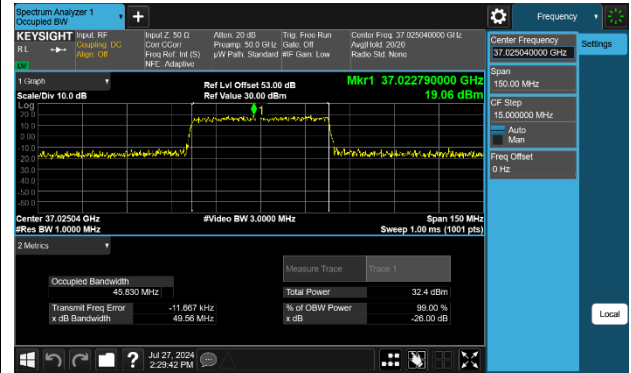 Spectrum Analyzer 1
Occupied BW
+
Frequency
KEYSIGHT Input: RF Input Z: 50 Ω Atten: 20 dB Trig: Free Run Center Freq: 37.025040000 GHz
RL Coupling: DC Corr CCorr Preamp: 50.0 GHz Gate: Off Avg|Hold: 20/20
Align: Off Freq Ref: Int (S) µW Path: Standard #IF Gain: Low Radio Std: None
NFE: Adaptive
LV
Center Frequency
37.025040000 GHz
Settings
Span
150.00 MHz
CF Step
15.000000 MHz
Auto
Man
Freq Offset
0 Hz
Local
1 Graph
Ref Lvl Offset 53.00 dB
Mkr1 37.022790000 GHz
Scale/Div 10.0 dB
Ref Value 30.00 dBm
19.06 dBm
Log
20.0
10.0
0.00
-10.0
-20.0
-30.0
-40.0
-50.0
-60.0
1
Center 37.02504 GHz
#Video BW 3.0000 MHz
Span 150 MHz
#Res BW 1.0000 MHz
Sweep 1.00 ms (1001 pts)
2 Metrics
Measure Trace Trace 1
Occupied Bandwidth
45.830 MHz
Total Power 32.4 dBm
Transmit Freq Error -11.667 kHz
% of OBW Power 99.00 %
x dB Bandwidth 49.56 MHz
x dB -26.00 dB
?
Jul 27, 2024
2:29:42 PM